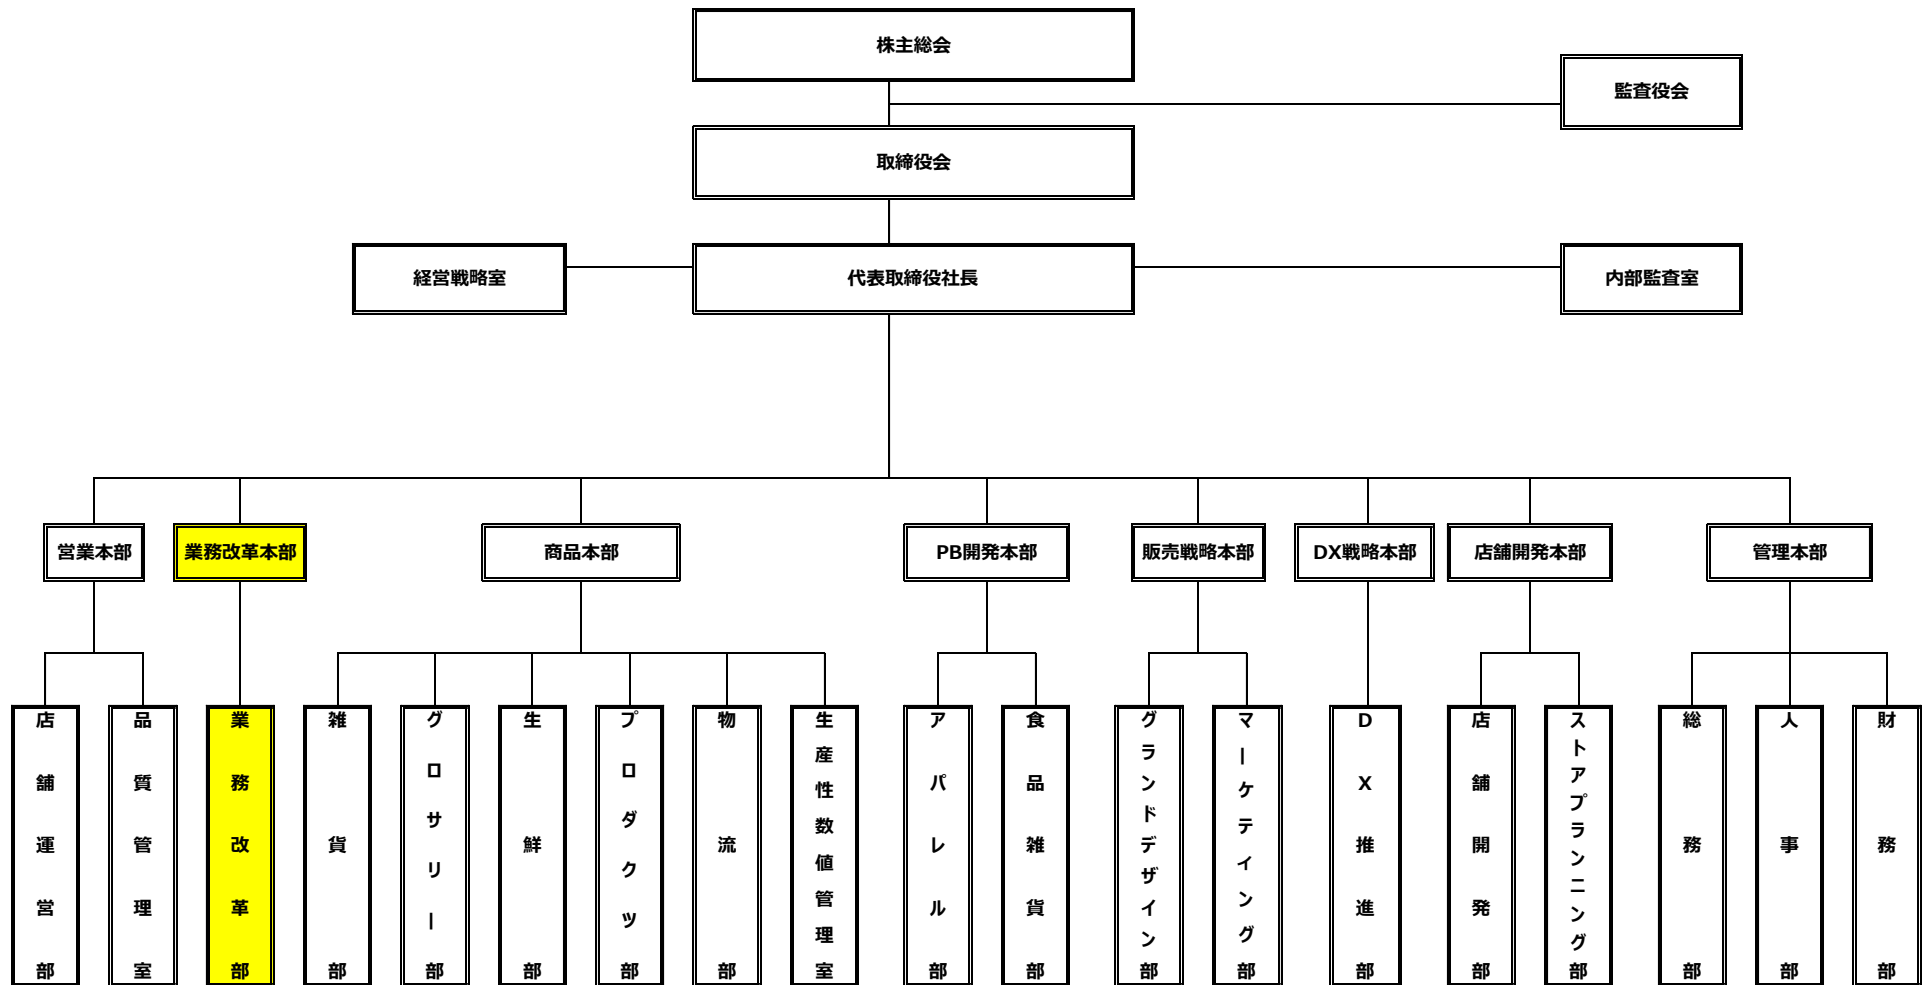 株主総会
監査役会
取締役会
経営戦略室
代表取締役社長
内部監査室
営業本部
業務改革本部
商品本部
PB開発本部
販売戦略本部
DX戦略本部
店舗開発本部
管理本部
店舗運営部
品質管理室
業務改革部
雑貨部
グロサリー部
生鮮部
プロダクツ部
物流部
生産性数値管理室
アパレル部
食品雑貨部
グランドデザイン部
マーケティング部
DX推進部
店舗開発部
ストアプランニング部
総務部
人事部
財務部